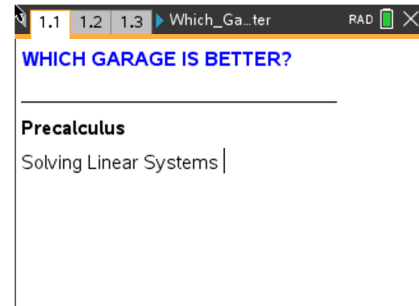 1.1 1.2 1.3 Which_Ga...ter RAD
WHICH GARAGE IS BETTER?
Precalculus
Solving Linear Systems